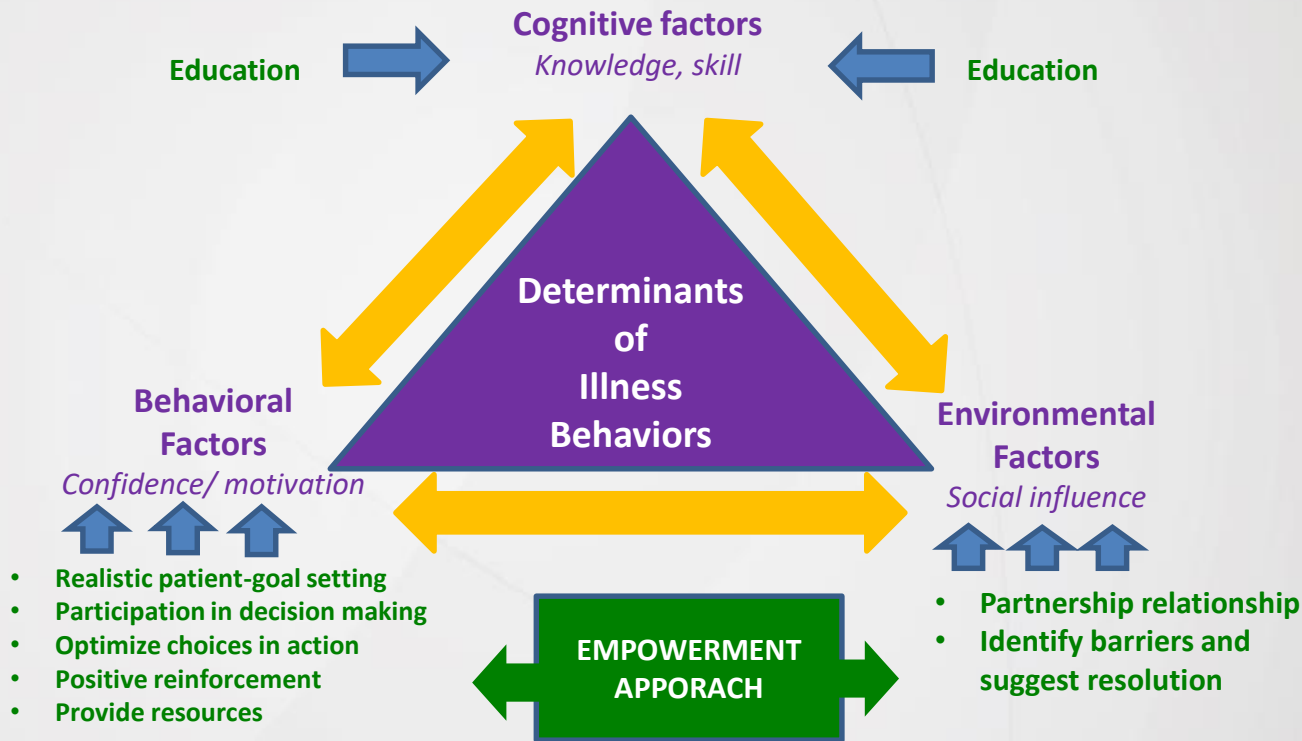 Cognitive factors
Knowledge, skill
Education
Education
Determinants
of
Illness
Behaviors
Behavioral
Factors
Confidence/ motivation
Environmental
Factors
Social influence
• Realistic patient-goal setting
• Participation in decision making
• Optimize choices in action
• Positive reinforcement
• Provide resources
EMPOWERMENT
APPORACH
• Partnership relationship
• Identify barriers and
suggest resolution